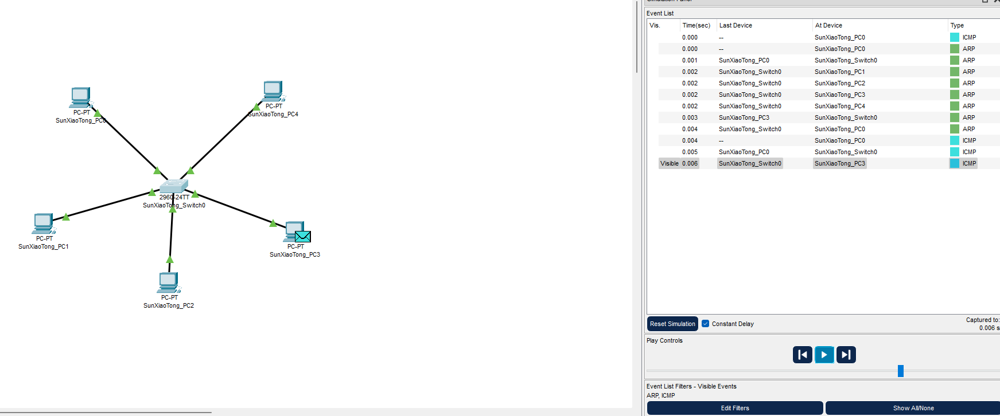 Simulation Panel
Event List
Vis. Time(sec) Last Device At Device Type
0.000 -- SunXiaoTong_PC0 ICMP
0.000 -- SunXiaoTong_PC0 ARP
0.001 SunXiaoTong_PC0 SunXiaoTong_Switch0 ARP
0.002 SunXiaoTong_Switch0 SunXiaoTong_PC1 ARP
0.002 SunXiaoTong_Switch0 SunXiaoTong_PC2 ARP
0.002 SunXiaoTong_Switch0 SunXiaoTong_PC3 ARP
0.002 SunXiaoTong_Switch0 SunXiaoTong_PC4 ARP
0.003 SunXiaoTong_PC3 SunXiaoTong_Switch0 ARP
0.004 SunXiaoTong_Switch0 SunXiaoTong_PC0 ARP
0.004 -- SunXiaoTong_PC0 ICMP
0.005 SunXiaoTong_PC0 SunXiaoTong_Switch0 ICMP
Visible 0.006 SunXiaoTong_Switch0 SunXiaoTong_PC3 ICMP
PC-PT
SunXiaoTong_PC0
PC-PT
SunXiaoTong_PC4
2960-24TT
SunXiaoTong_Switch0
PC-PT
SunXiaoTong_PC1
PC-PT
SunXiaoTong_PC3
PC-PT
SunXiaoTong_PC2
Reset Simulation
Constant Delay
Captured to:
0.006 s
Play Controls
Event List Filters - Visible Events
ARP, ICMP
Edit Filters
Show All/None